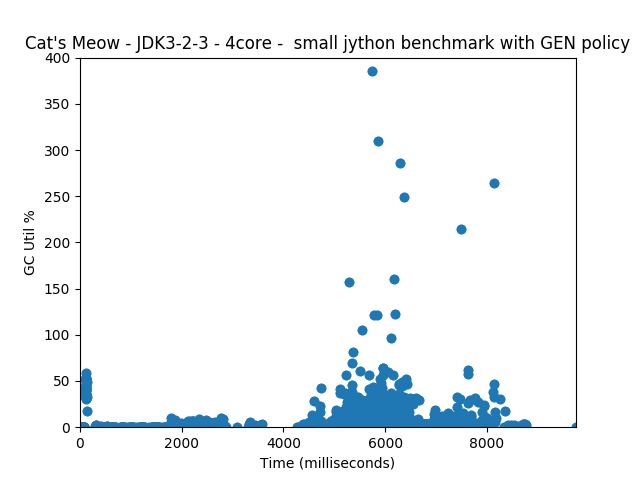 Cat's Meow - JDK3-2-3 - 4core -  small jython benchmark with GEN policy
400
350
300
250
200
150
100
50
0
GC Util %
0 2000 4000 6000 8000
Time (milliseconds)